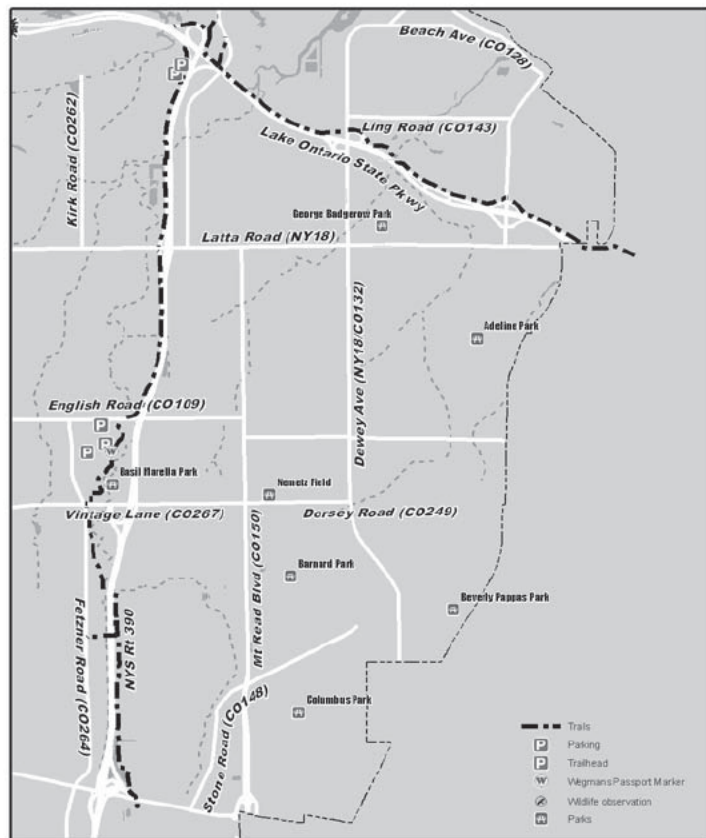 Beach Ave (CO128)
Kirk Road (CO262)
Ling Road (CO143)
Lake Ontario State Pkwy
George Badgerow Park
Latta Road (NY18)
Adeline Park
Dewey Ave (NY18/CO132)
English Road (CO109)
Basil Marella Park
Nemetz Field
Vintage Lane (CO267)
Dorsey Road (CO249)
Mt Read Blvd (CO150)
Barnard Park
Beverly Pappas Park
Fetzner Road (CO264)
NYS Rt 390
Stone Road (CO148)
Columbus Park
W
Trails
P Parking
P Trailhead
W Wegmans Passport Marker
Wildlife observation
Parks